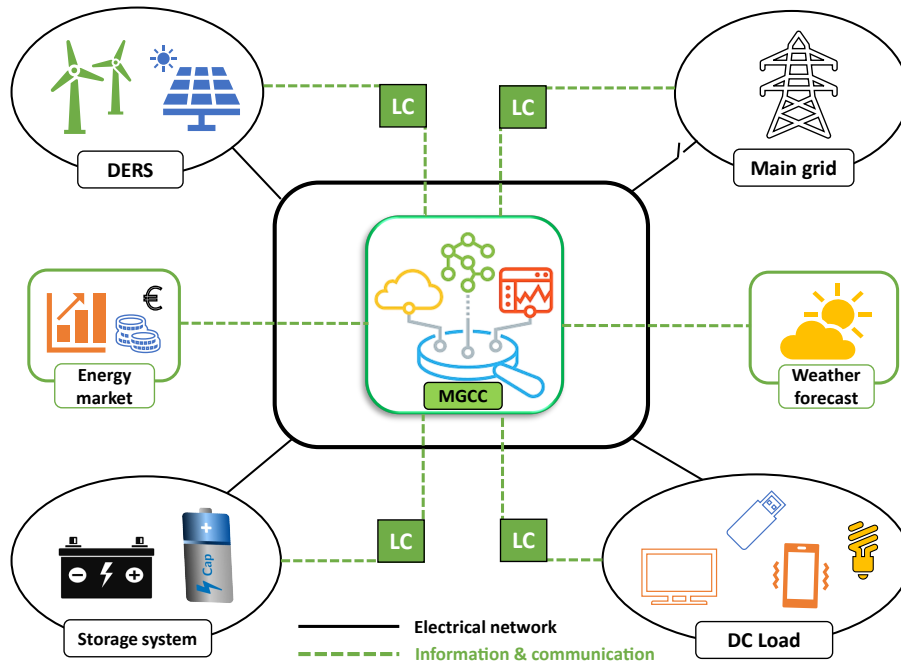 LC
LC
DERS
Main grid
€
Energy
market
MGCC
Weather
forecast
LC
LC
Cap
Storage system
DC Load
Electrical network
Information & communication